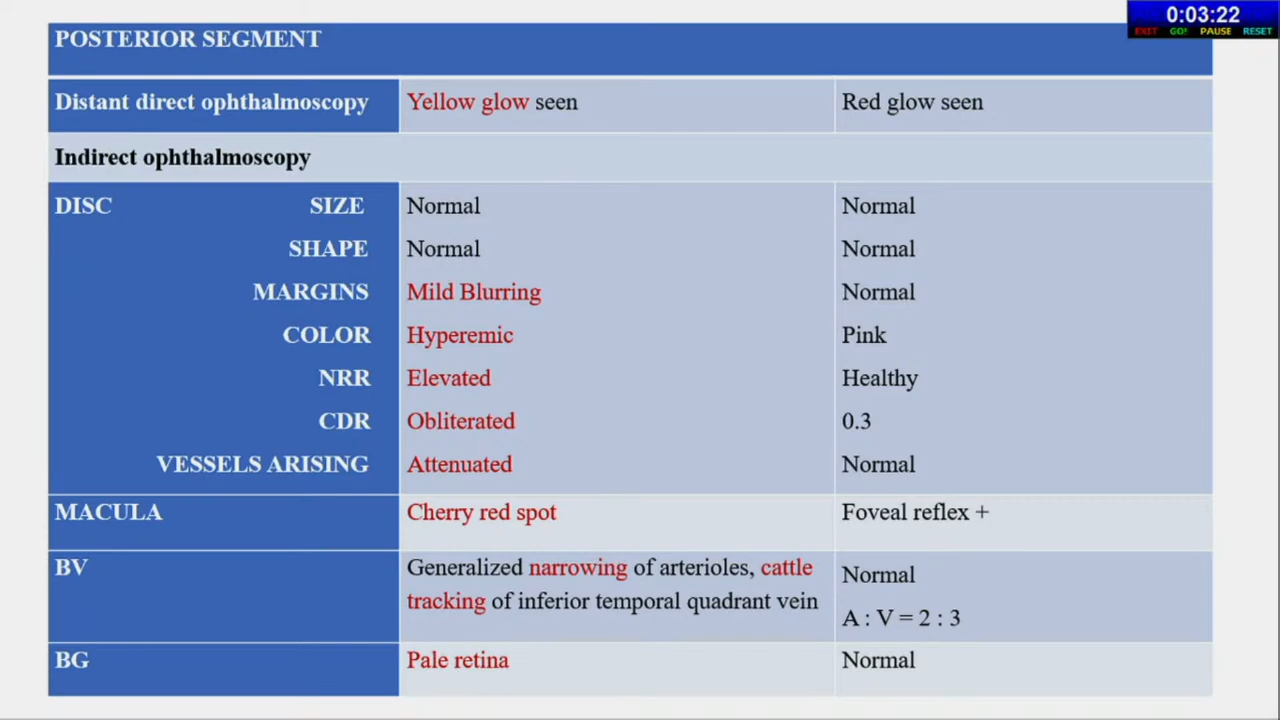 0:03:22
EXIT GO! PAUSE RESET
POSTERIOR SEGMENT
Distant direct ophthalmoscopy Yellow glow seen Red glow seen
Indirect ophthalmoscopy
DISC SIZE Normal Normal
SHAPE Normal Normal
MARGINS Mild Blurring Normal
COLOR Hyperemic Pink
NRR Elevated Healthy
CDR Obliterated 0.3
VESSELS ARISING Attenuated Normal
MACULA Cherry red spot Foveal reflex +
BV Generalized narrowing of arterioles, cattle
tracking of inferior temporal quadrant vein
Normal
A : V = 2 : 3
BG Pale retina Normal